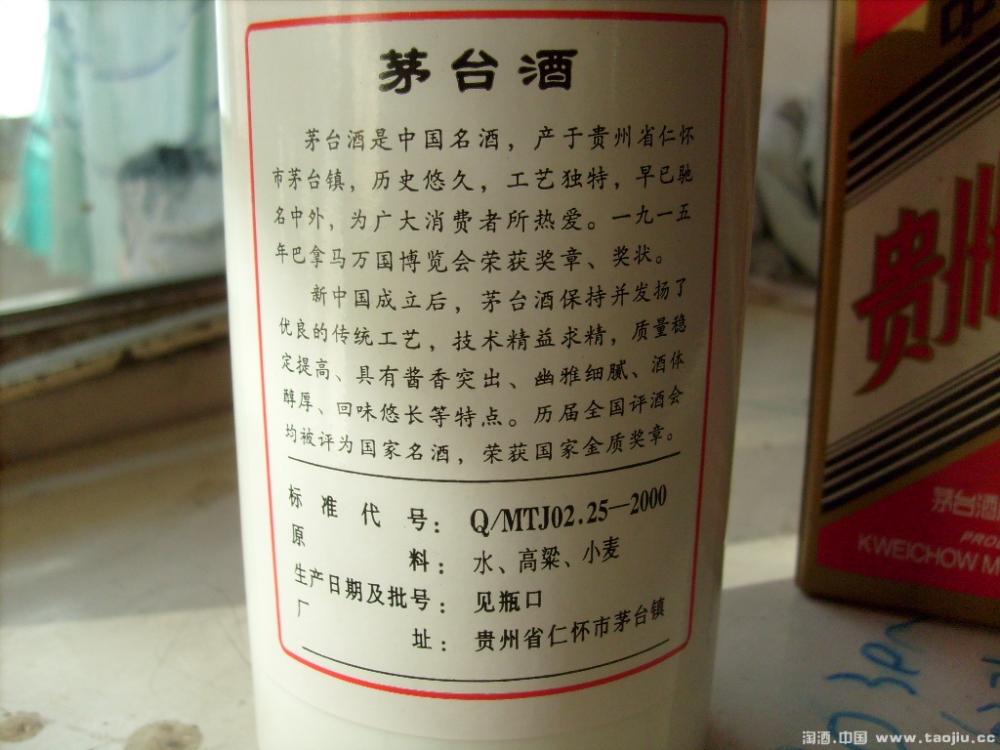 茅台酒
茅台酒是中国名酒，产于贵州省仁怀
市茅台镇，历史悠久，工艺独特，早已驰
名中外，为广大消费者所热爱。一九一五
年巴拿马万国博览会荣获奖章、奖状。
新中国成立后，茅台酒保持并发扬了
优良的传统工艺，技术精益求精，质量稳
定提高、具有酱香突出、幽雅细腻、酒体
醇厚、回味悠长等特点。历届全国评酒会
均被评为国家名酒，荣获国家金质奖章。
标准代号：Q/MTJ02.25—2000
原料：水、高粱、小麦
生产日期及批号：见瓶口
厂址：贵州省仁怀市茅台镇
中
贵州
茅台酒
PRO
KWEICHOW M
淘酒.中国 www.taojiu.cc